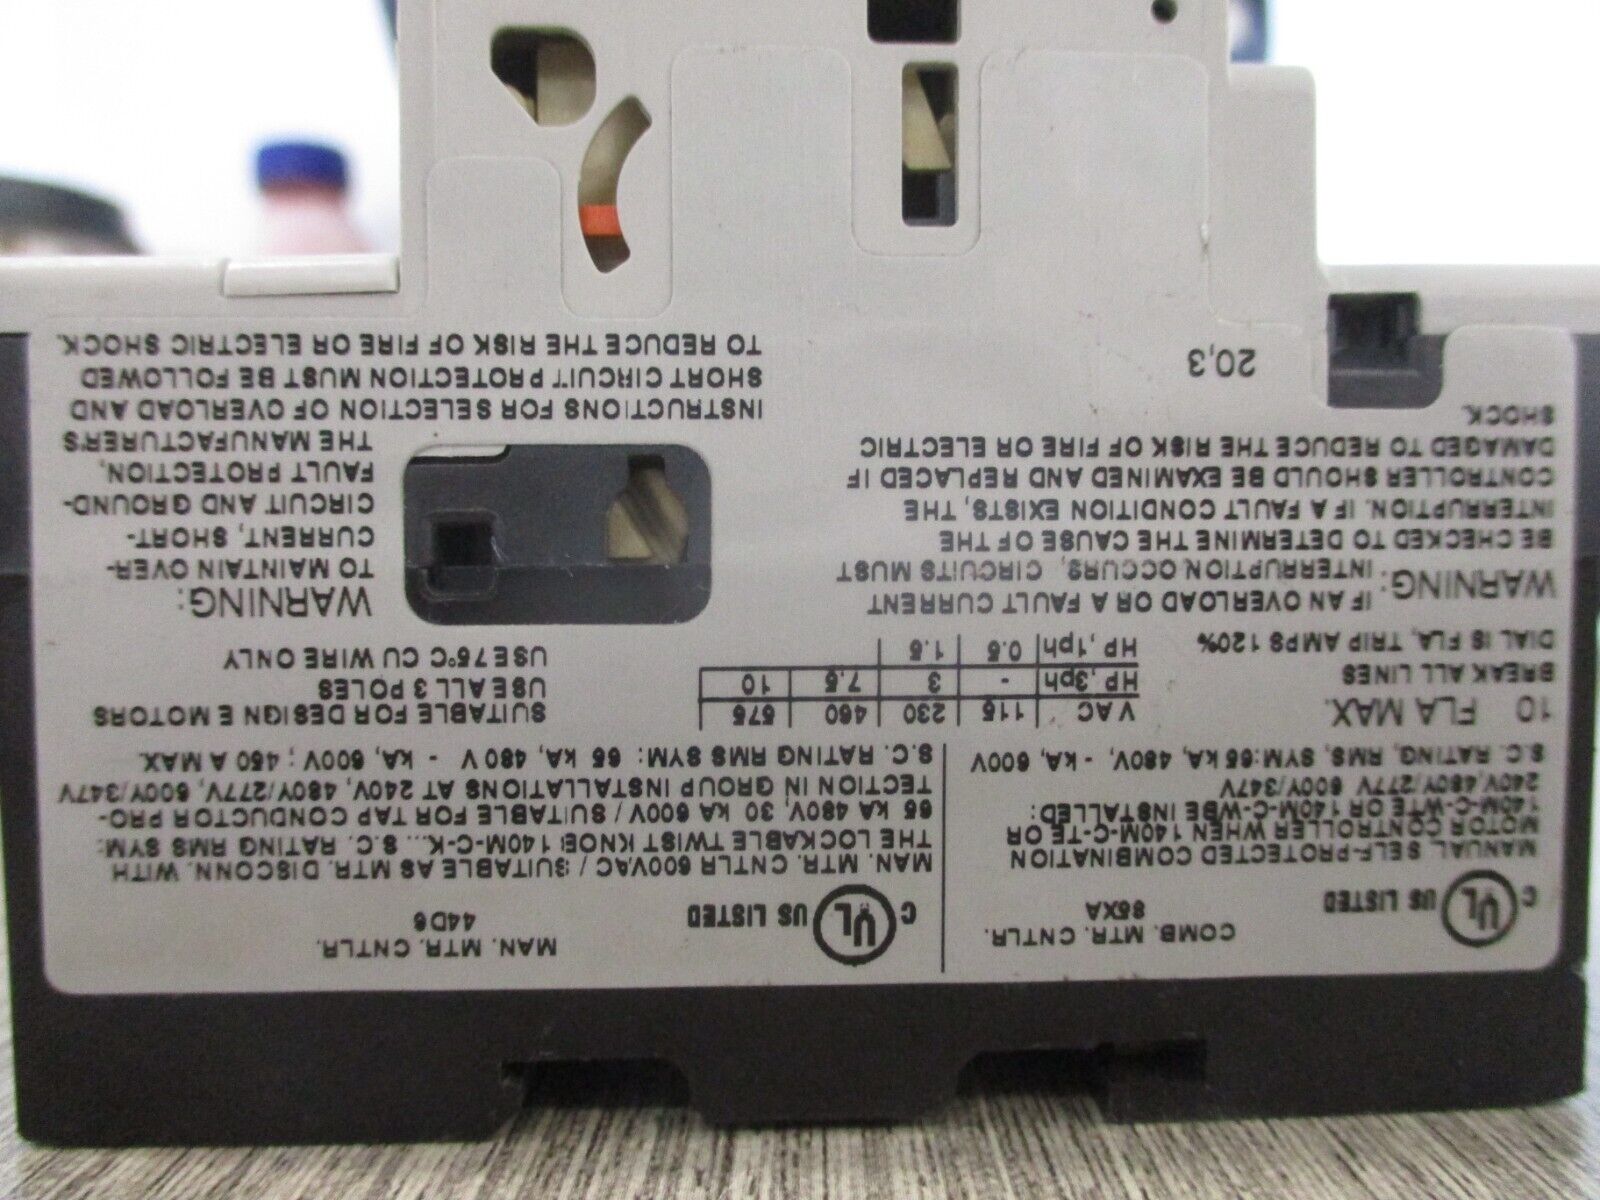 C UL US LISTED
COMB. MTR. CNTLR.
85XA
MANUAL SELF-PROTECTED COMBINATION
MOTOR CONTROLLER WHEN 140M-C-TE OR
140M-C-WTE OR 140M-C-WBE INSTALLED:
240V,480Y/277V 600Y/347V
S.C. RATING, RMS, SYM:65 kA, 480V, - kA, 600V
C UL US LISTED
MAN. MTR. CNTLR.
44D6
MAN. MTR. CNTLR 600VAC / SUITABLE AS MTR. DISCONN. WITH
THE LOCKABLE TWIST KNOB 140M-C-K... S.C. RATING RMS SYM:
65 kA 480V, 30 kA 600V / SUITABLE FOR TAP CONDUCTOR PRO-
TECTION IN GROUP INSTALLATIONS AT 240V, 480Y/277V, 600Y/347V
S.C. RATING RMS SYM: 65 kA, 480 V - kA, 600V; 450 A MAX.
10 FLA MAX.
BREAK ALL LINES
DIAL IS FLA, TRIP AMPS 120%
VAC 115 230 460 575
HP,3ph - 3 7.5 10
HP,1ph 0.5 1.5
SUITABLE FOR DESIGN E MOTORS
USE ALL 3 POLES
USE 75°C CU WIRE ONLY
WARNING: IF AN OVERLOAD OR A FAULT CURRENT
INTERRUPTION OCCURS, CIRCUITS MUST
BE CHECKED TO DETERMINE THE CAUSE OF THE
INTERRUPTION. IF A FAULT CONDITION EXISTS, THE
CONTROLLER SHOULD BE EXAMINED AND REPLACED IF
DAMAGED TO REDUCE THE RISK OF FIRE OR ELECTRIC
SHOCK.
20,3
WARNING:
TO MAINTAIN OVER-
CURRENT, SHORT-
CIRCUIT AND GROUND-
FAULT PROTECTION,
THE MANUFACTURER'S
INSTRUCTIONS FOR SELECTION OF OVERLOAD AND
SHORT CIRCUIT PROTECTION MUST BE FOLLOWED
TO REDUCE THE RISK OF FIRE OR ELECTRIC SHOCK.